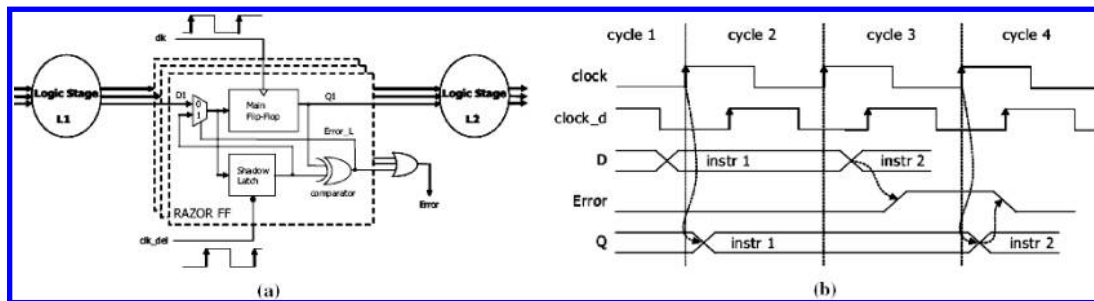 clk
Logic Stage
L1
D1
0
1
Main
Flip-Flop
Q1
Logic Stage
L2
Error_L
Shadow
Latch
comparator
Error
RAZOR FF
clk_del
(a)
cycle 1 cycle 2 cycle 3 cycle 4
clock
clock_d
D instr 1 instr 2
Error
Q instr 1 instr 2
(b)